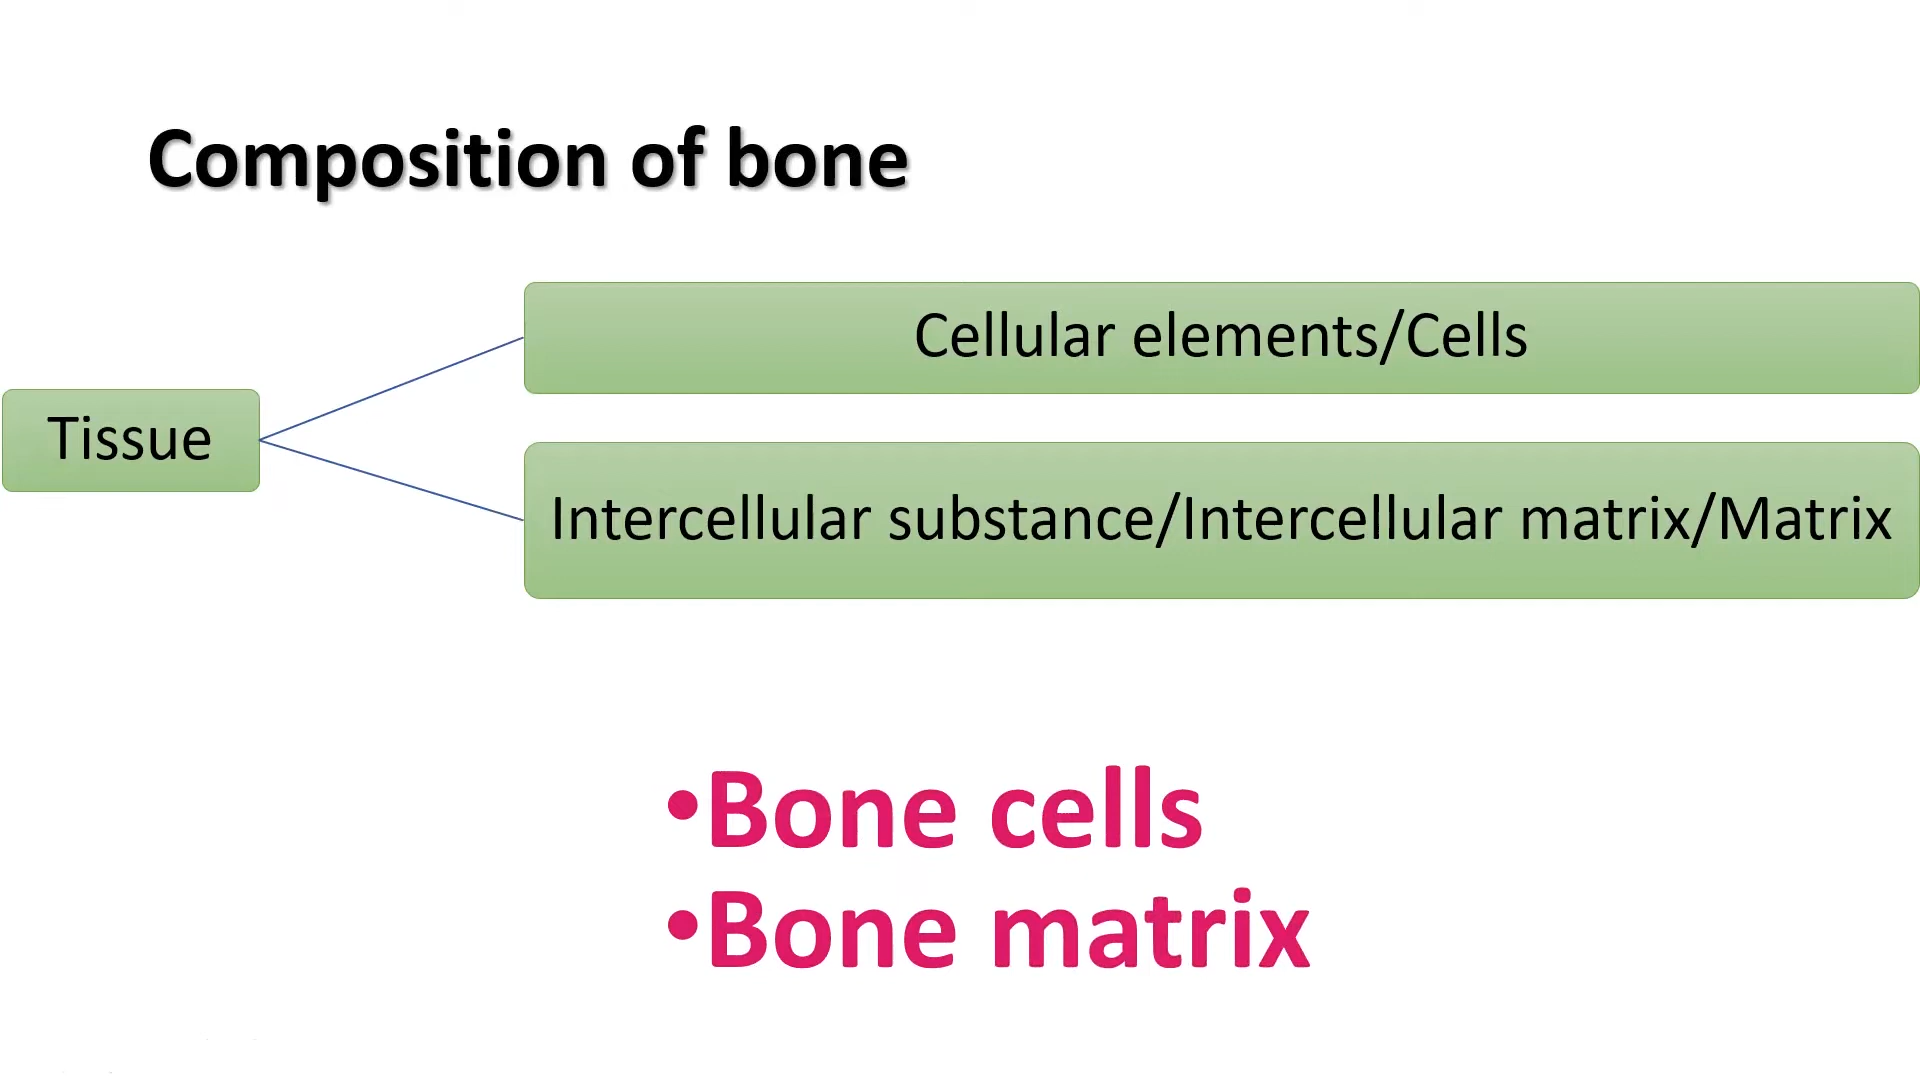 Composition of bone
Cellular elements/Cells
Tissue
Intercellular substance/Intercellular matrix/Matrix
•Bone cells
•Bone matrix